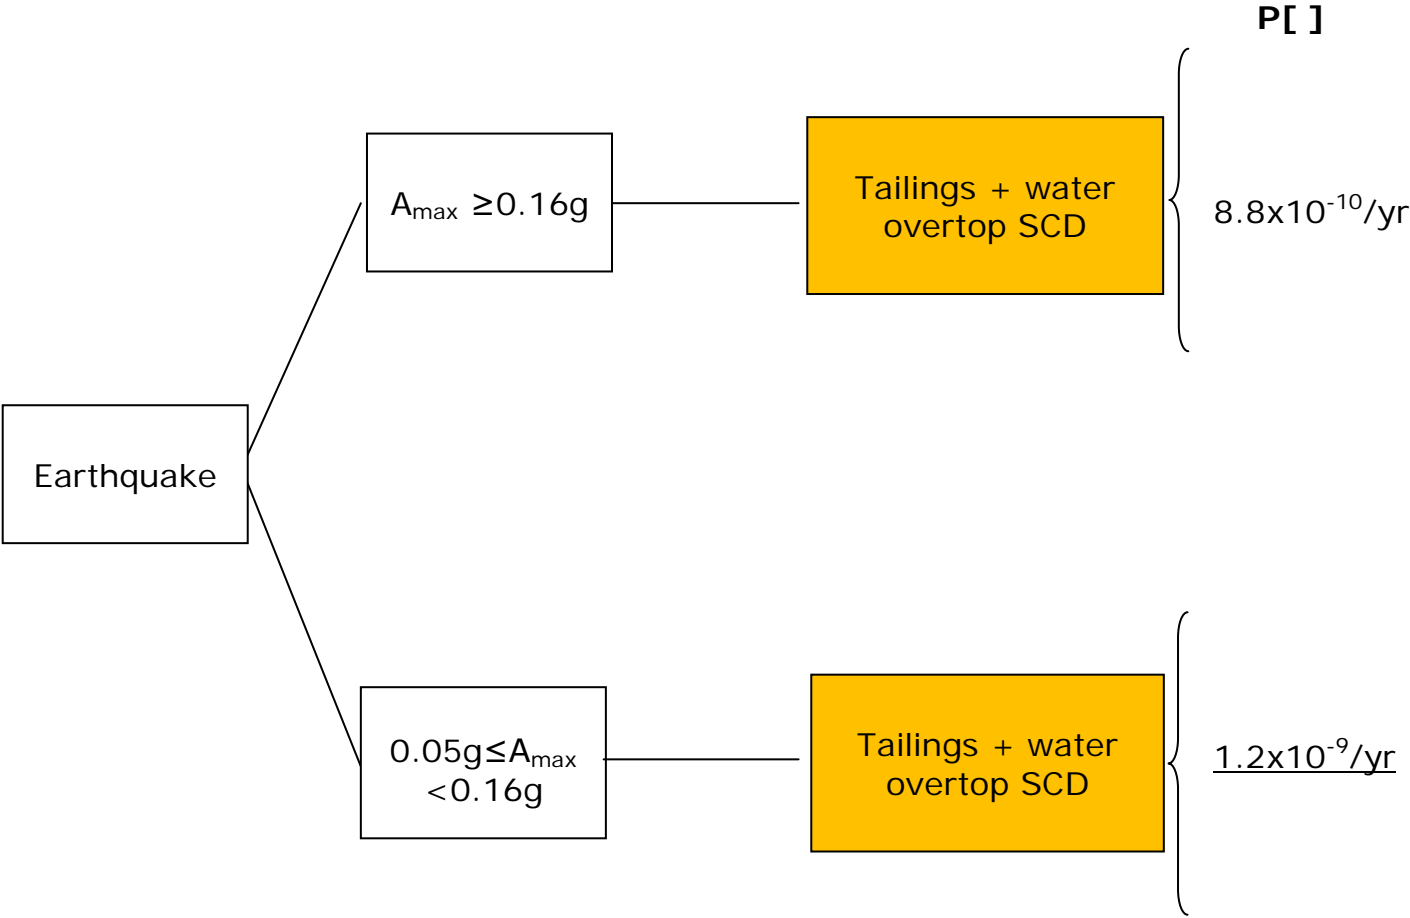 P[ ]
Amax ≥0.16g
Tailings + water
overtop SCD
8.8x10-10/yr
Earthquake
0.05g≤Amax
<0.16g
Tailings + water
overtop SCD
1.2x10-9/yr